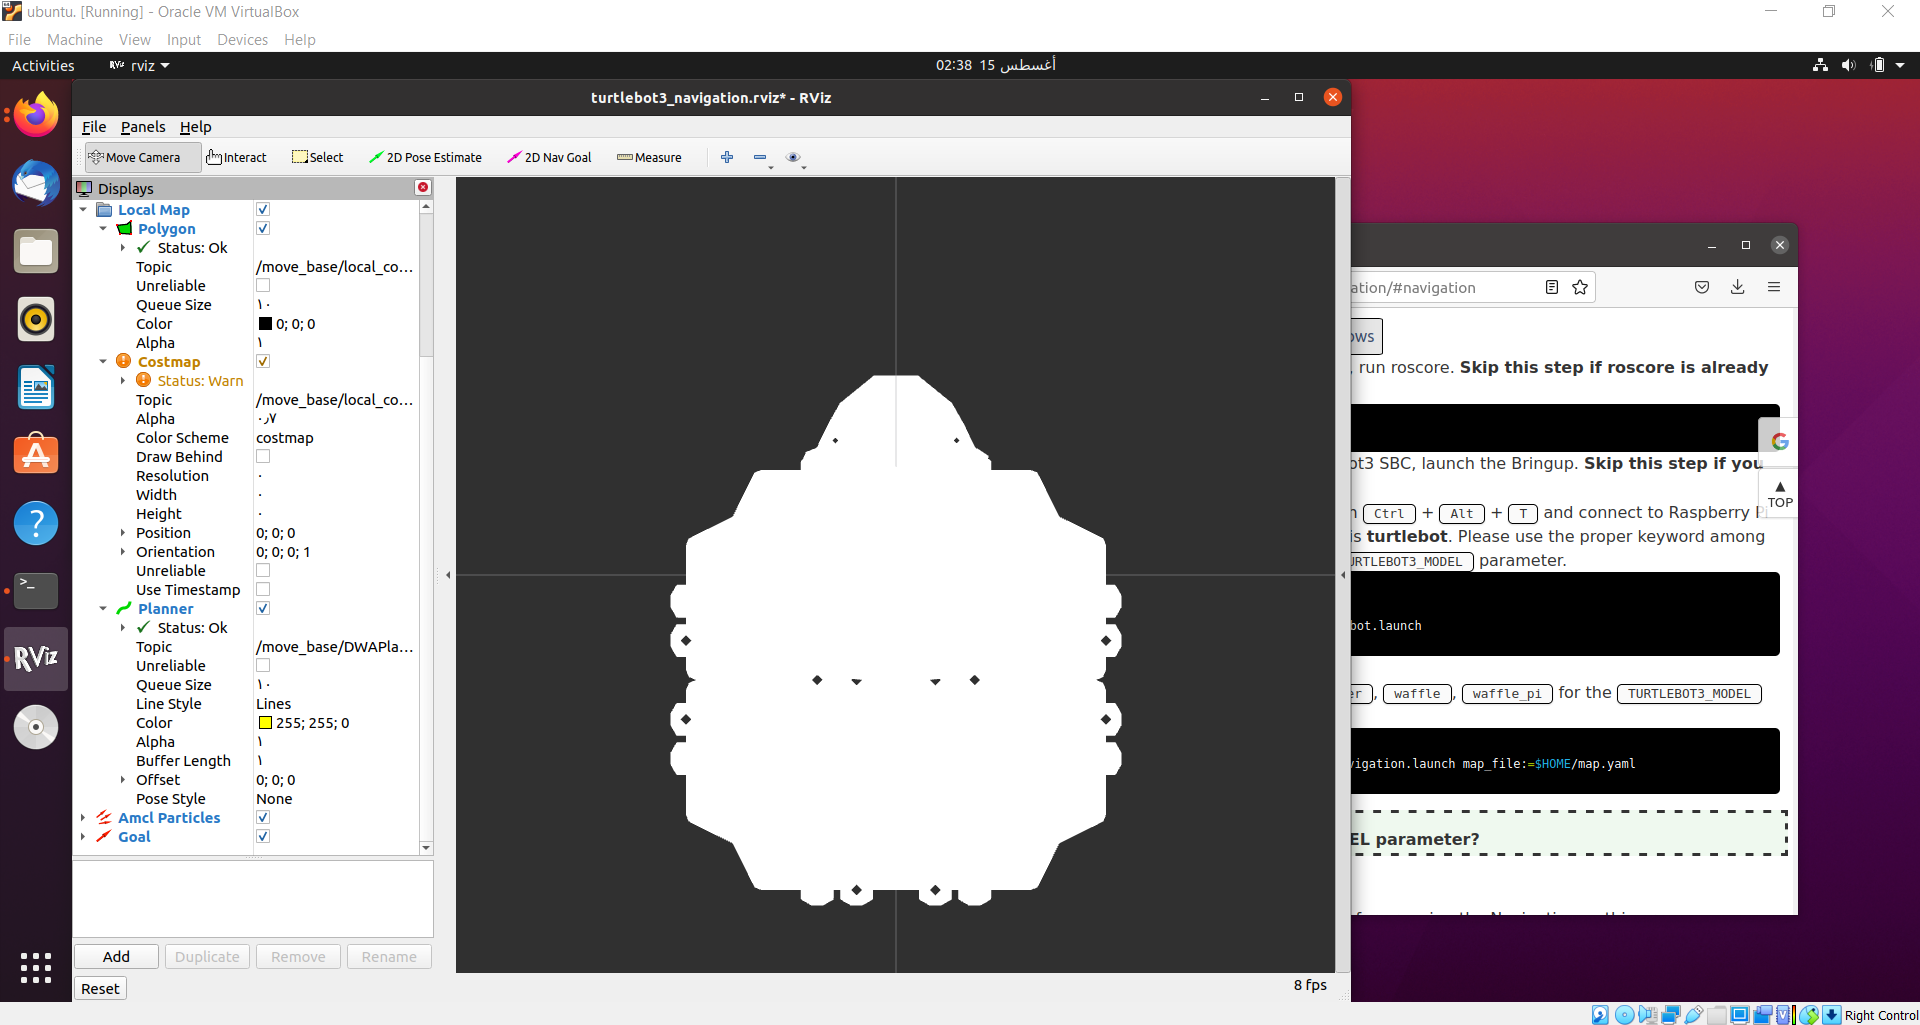 ubuntu. [Running] - Oracle VM VirtualBox
File Machine View Input Devices Help
Activities rviz 02:38 15 أغسطس
turtlebot3_navigation.rviz* - RViz
File Panels Help
Move Camera Interact Select 2D Pose Estimate 2D Nav Goal Measure
Displays
Local Map
Polygon
Status: Ok
Topic /move_base/local_co...
Unreliable
Queue Size ١٠
Color 0; 0; 0
Alpha ١
Costmap
Status: Warn
Topic /move_base/local_co...
Alpha ٠٫٧
Color Scheme costmap
Draw Behind
Resolution ٠
Width ٠
Height ٠
Position 0; 0; 0
Orientation 0; 0; 0; 1
Unreliable
Use Timestamp
Planner
Status: Ok
Topic /move_base/DWAPla...
Unreliable
Queue Size ١٠
Line Style Lines
Color 255; 255; 0
Alpha ١
Buffer Length ١
Offset 0; 0; 0
Pose Style None
Amcl Particles
Goal
Add Duplicate Remove Rename
Reset
8 fps
RViz
ation/#navigation
ows
, run roscore. Skip this step if roscore is already
ot3 SBC, launch the Bringup. Skip this step if you
TOP
n Ctrl + Alt + T and connect to Raspberry Pi
is turtlebot. Please use the proper keyword among
URTLEBOT3_MODEL parameter.
bot.launch
er, waffle, waffle_pi for the TURTLEBOT3_MODEL
vigation.launch map_file:=$HOME/map.yaml
EL parameter?
Right Control